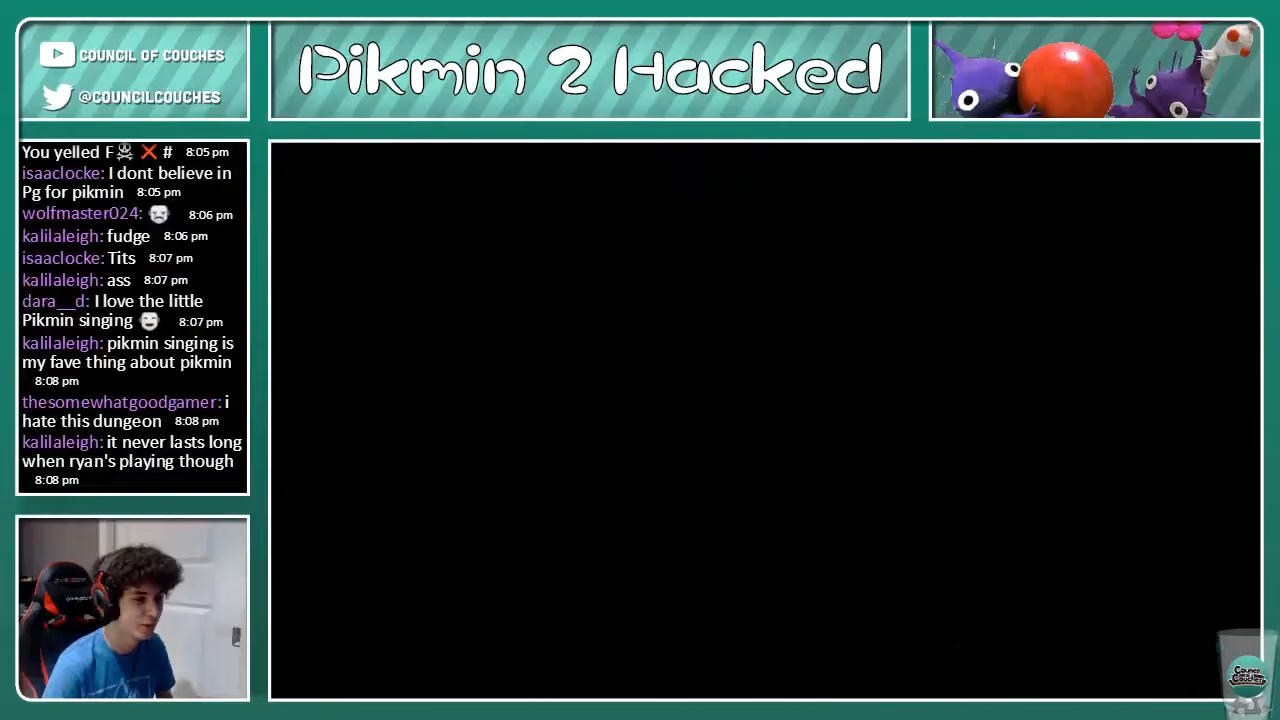 COUNCIL OF COUCHES
@COUNCILCOUCHES
Pikmin 2 Hacked
You yelled F☠️ ❌ # 8:05 pm
isaaclocke: I dont believe in
Pg for pikmin 8:05 pm
wolfmaster024: 8:06 pm
kalilaleigh: fudge 8:06 pm
isaaclocke: Tits 8:07 pm
kalilaleigh: ass 8:07 pm
dara__d: I love the little
Pikmin singing 8:07 pm
kalilaleigh: pikmin singing is
my fave thing about pikmin
8:08 pm
thesomewhatgoodgamer: i
hate this dungeon 8:08 pm
kalilaleigh: it never lasts long
when ryan's playing though
8:08 pm